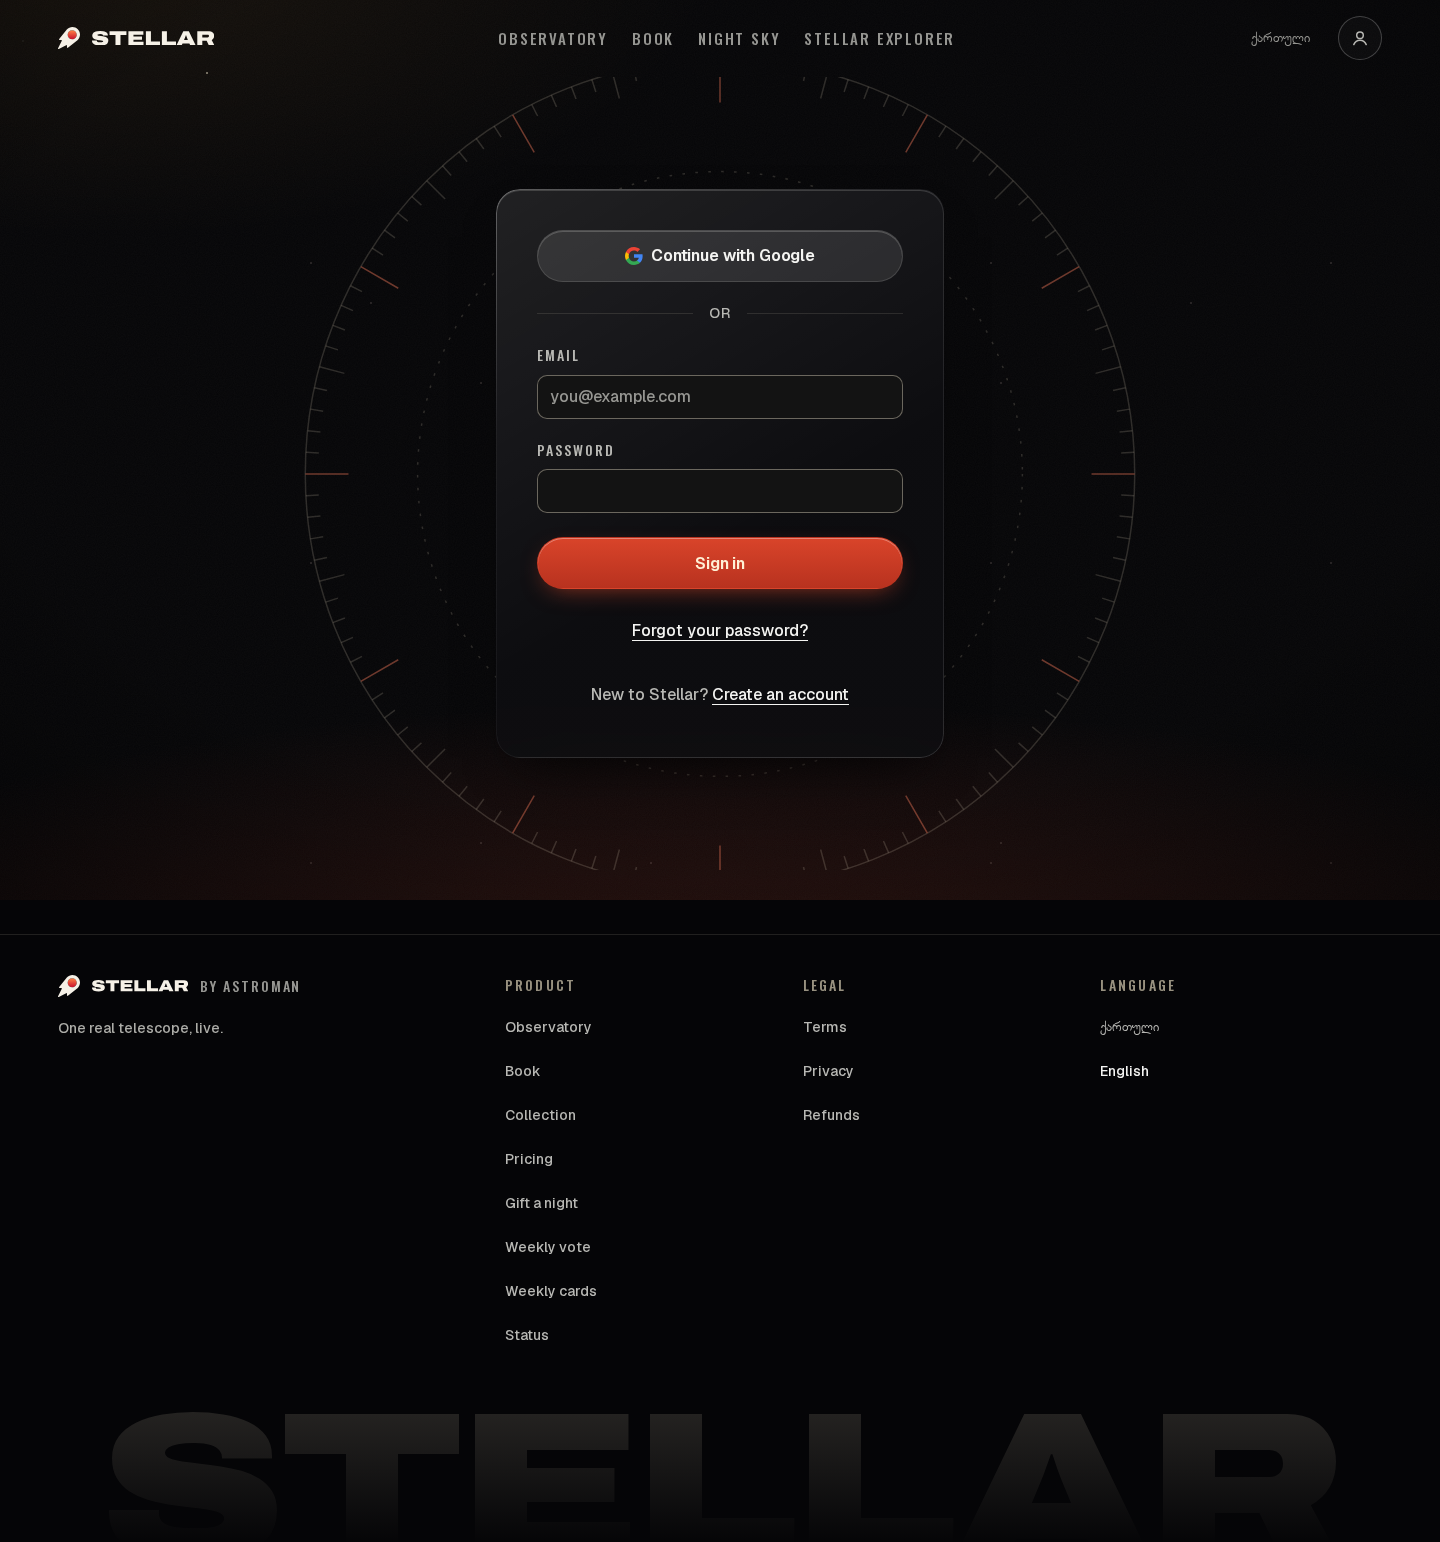 STELLAR
OBSERVATORY BOOK NIGHT SKY STELLAR EXPLORER
ქართული
Continue with Google
OR
EMAIL
you@example.com
PASSWORD
Sign in
Forgot your password?
New to Stellar? Create an account
STELLAR BY ASTROMAN
One real telescope, live.
PRODUCT
Observatory
Book
Collection
Pricing
Gift a night
Weekly vote
Weekly cards
Status
LEGAL
Terms
Privacy
Refunds
LANGUAGE
ქართული
English
STELLAR